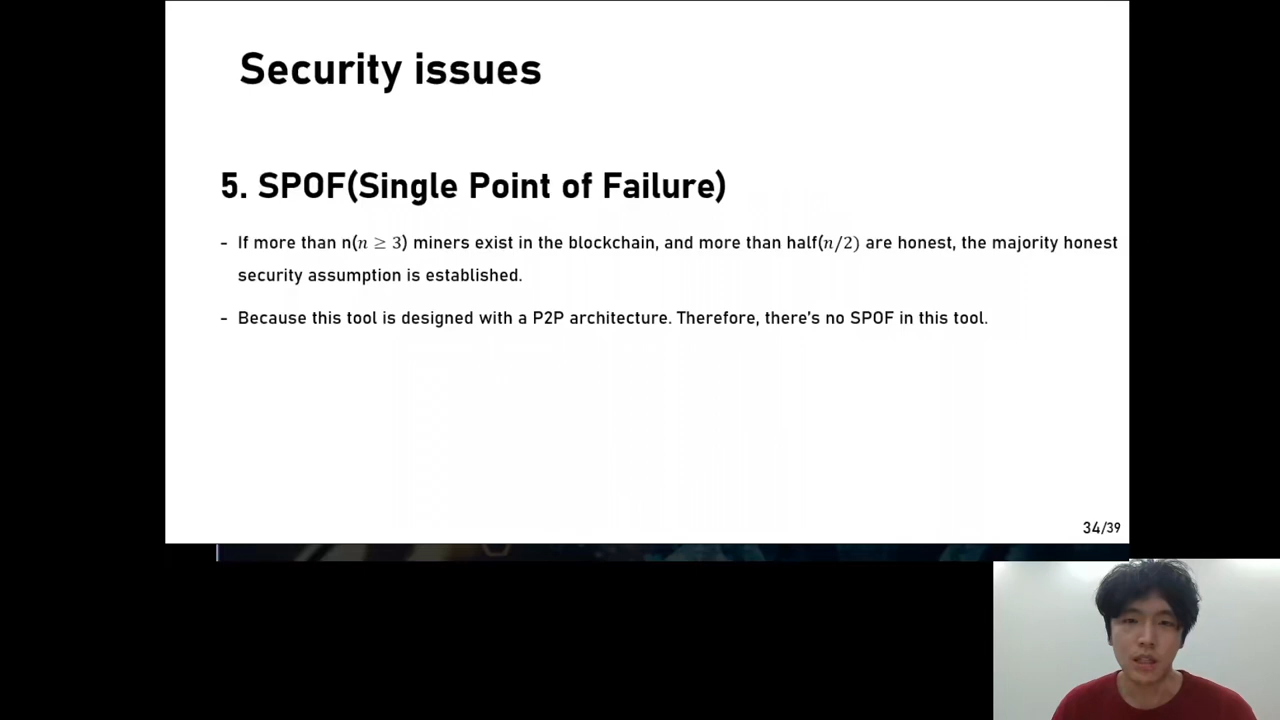 Security issues
5. SPOF(Single Point of Failure)
- If more than n(n ≥ 3) miners exist in the blockchain, and more than half(n/2) are honest, the majority honest
security assumption is established.
- Because this tool is designed with a P2P architecture. Therefore, there's no SPOF in this tool.
34/39